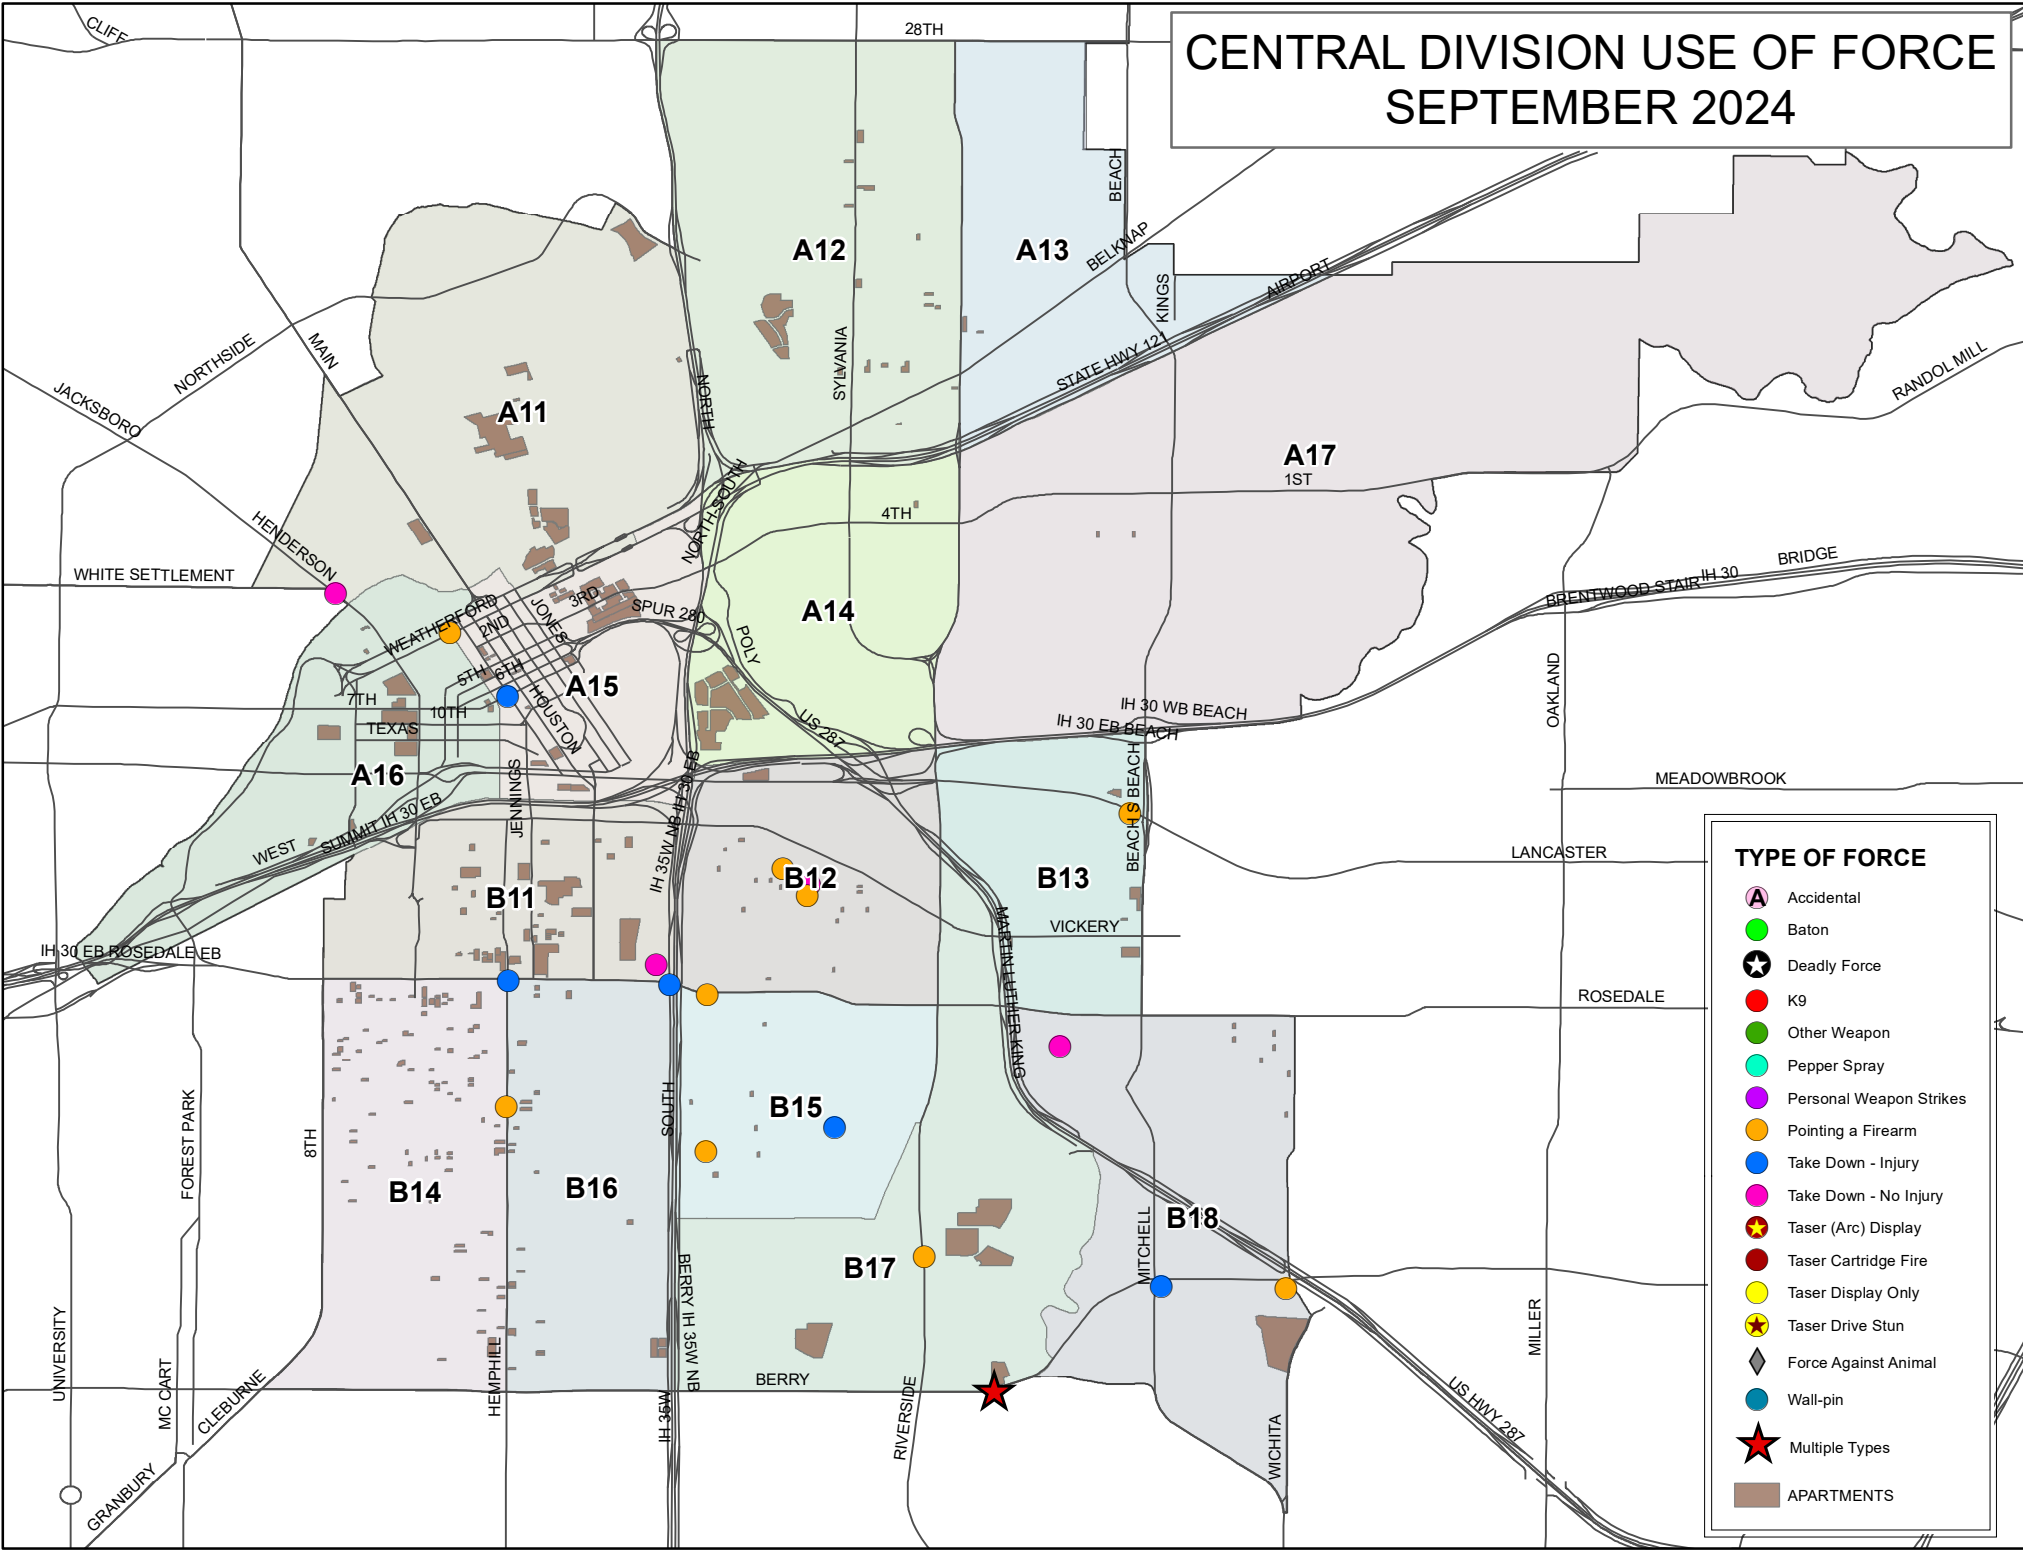 CENTRAL DIVISION USE OF FORCE
SEPTEMBER 2024
CLIFF
28TH
BEACH
BELKNAP
A12
A13
KINGS
AIRPORT
NORTHSIDE
MAIN
SYLVANIA
STATE HWY 121
JACKSBORO
NORTH
RANDOL MILL
A11
A17
1ST
NORTH-SOUTH
4TH
HENDERSON
WHITE SETTLEMENT
BRIDGE
IH 30
BRENTWOOD STAIR
WEATHERFORD
2ND
JONES
3RD
SPUR 280
A14
POLY
5TH
6TH
A15
7TH
10TH
HOUSTON
TEXAS
US 287
IH 30 WB BEACH
IH 30 EB BEACH
OAKLAND
A16
JENNINGS
IH 35W NB IH 30 EB
BEACH S BEACH
MEADOWBROOK
SUMMIT IH 30 EB
WEST
LANCASTER
B11
B12
B13
VICKERY
MARTIN LUTHER KING
IH 30 EB ROSEDALE EB
ROSEDALE
FOREST PARK
8TH
SOUTH
B15
B14
B16
B18
MITCHELL
B17
BERRY IH 35W NB
UNIVERSITY
MC CART
CLEBURNE
HEMPHILL
IH 35W
BERRY
RIVERSIDE
WICHITA
MILLER
US HWY 287
GRANBURY
TYPE OF FORCE
A Accidental
Baton
Deadly Force
K9
Other Weapon
Pepper Spray
Personal Weapon Strikes
Pointing a Firearm
Take Down - Injury
Take Down - No Injury
Taser (Arc) Display
Taser Cartridge Fire
Taser Display Only
Taser Drive Stun
Force Against Animal
Wall-pin
Multiple Types
APARTMENTS